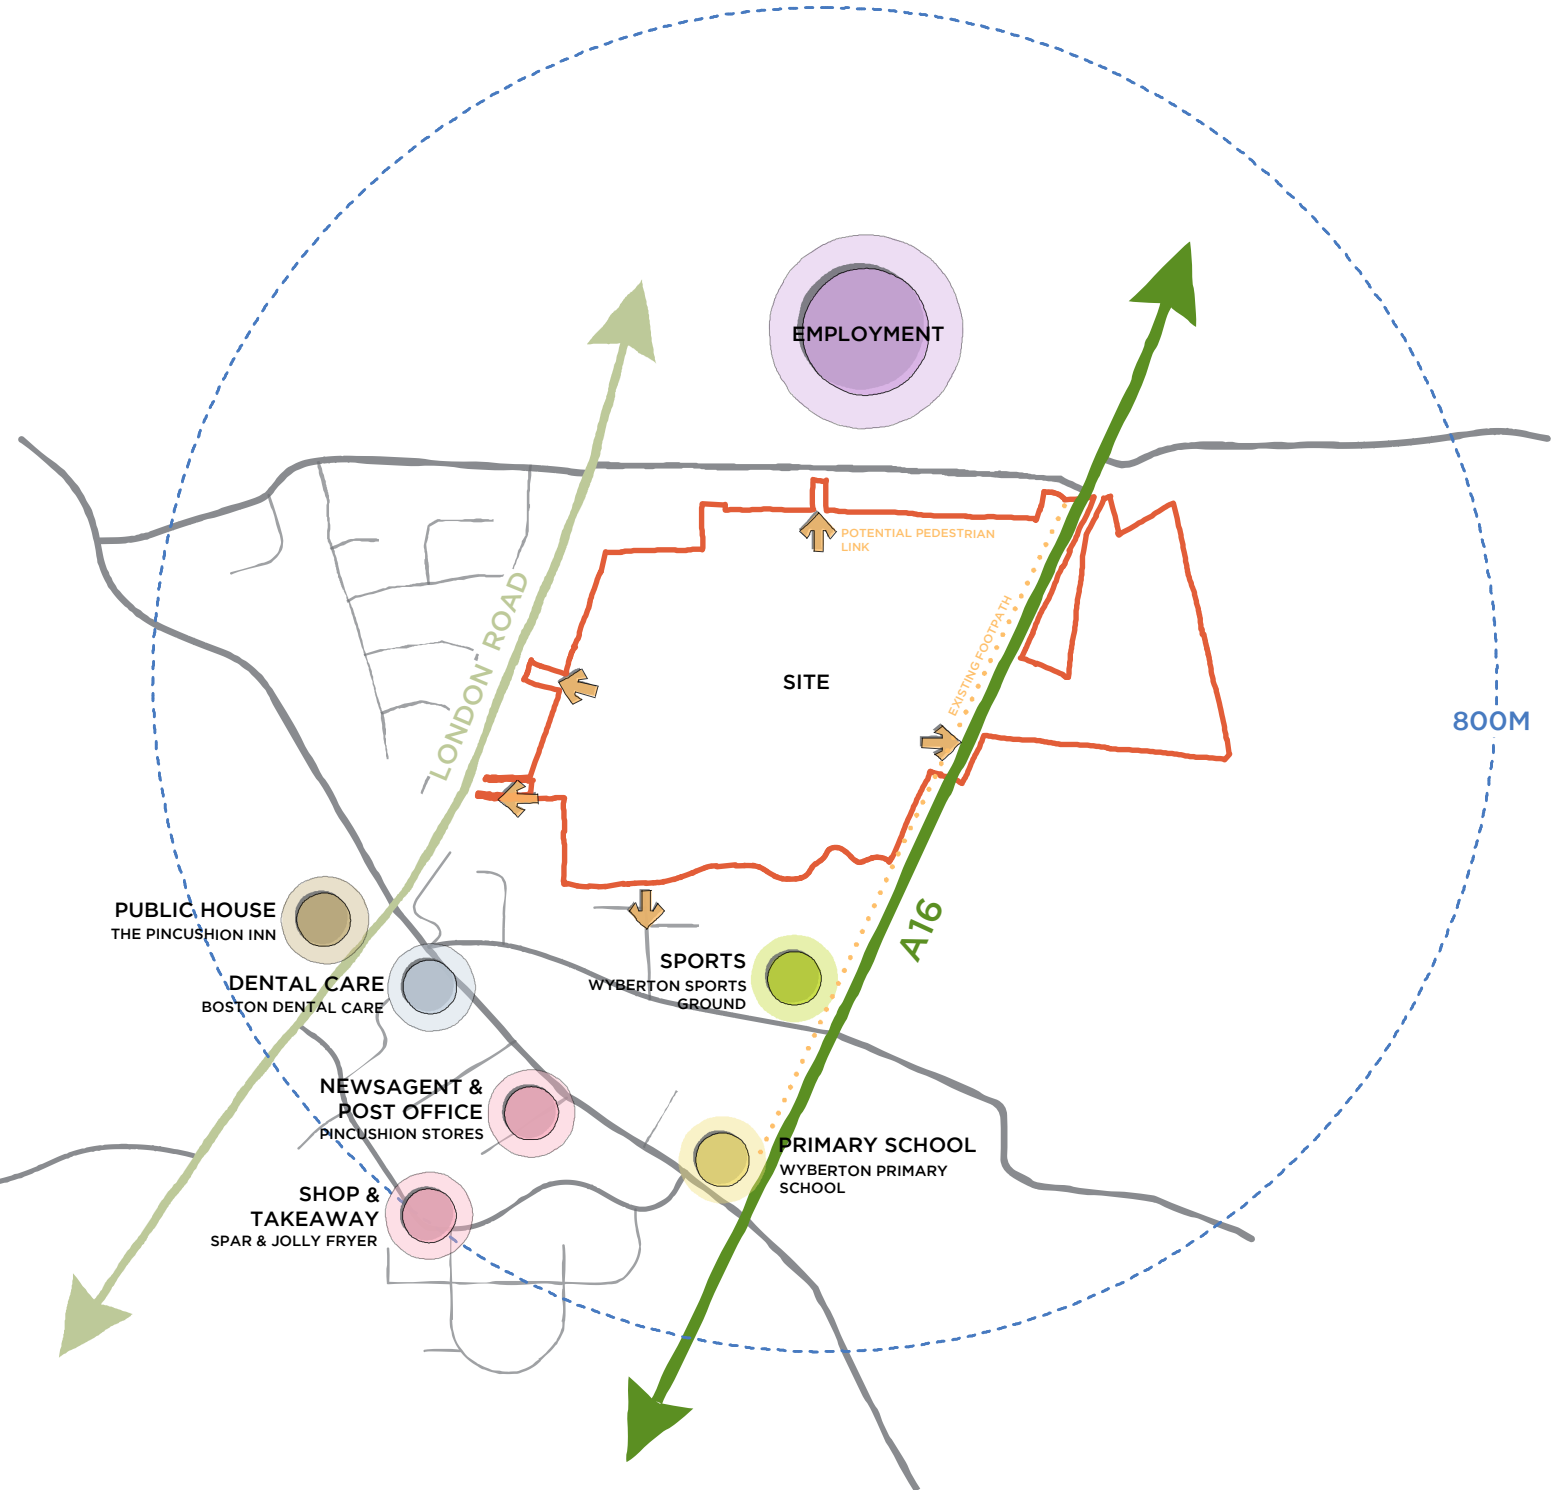 EMPLOYMENT
POTENTIAL PEDESTRIAN
LINK
LONDON ROAD
EXISTING FOOTPATH
SITE
800M
PUBLIC HOUSE
THE PINCUSHION INN
A16
DENTAL CARE
BOSTON DENTAL CARE
SPORTS
WYBERTON SPORTS
GROUND
NEWSAGENT &
POST OFFICE
PINCUSHION STORES
PRIMARY SCHOOL
WYBERTON PRIMARY
SCHOOL
SHOP &
TAKEAWAY
SPAR & JOLLY FRYER